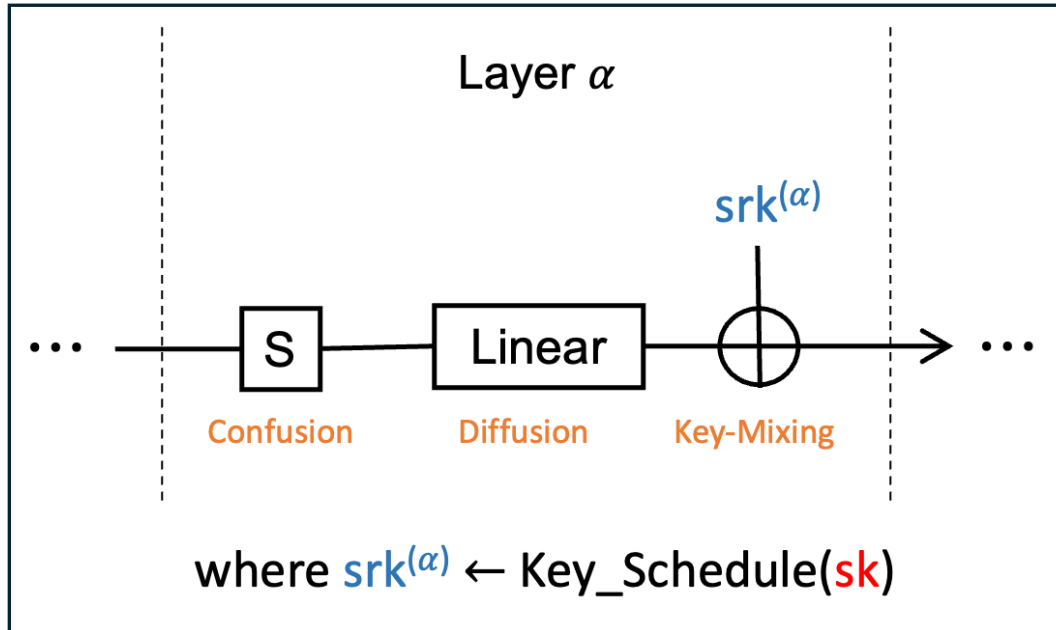 Layer α
srk⁽ᵅ⁾
··· S Linear ···
Confusion Diffusion Key-Mixing
where srk⁽ᵅ⁾ ← Key_Schedule(sk)